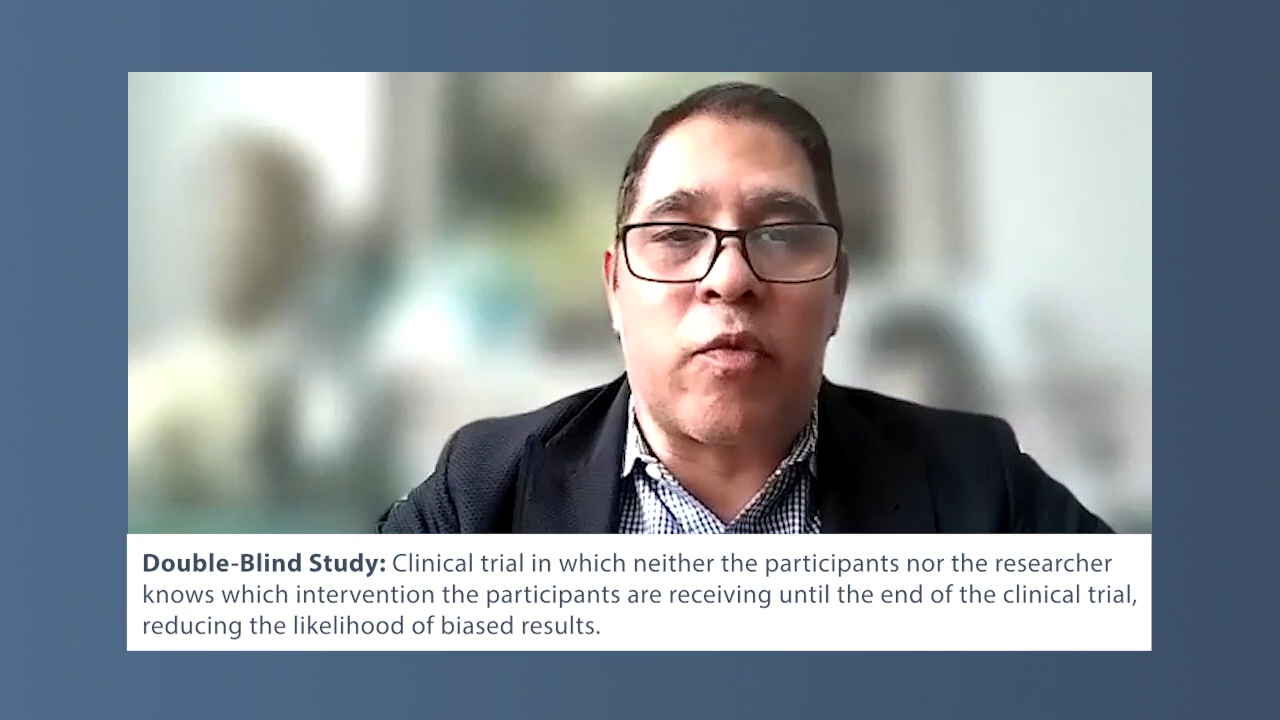 Double-Blind Study: Clinical trial in which neither the participants nor the researcher
knows which intervention the participants are receiving until the end of the clinical trial,
reducing the likelihood of biased results.